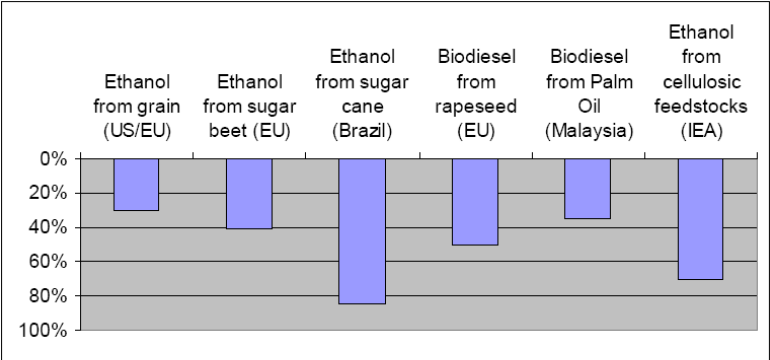 Ethanol
from grain
(US/EU)
Ethanol
from sugar
beet (EU)
Ethanol
from sugar
cane
(Brazil)
Biodiesel
from
rapeseed
(EU)
Biodiesel
from Palm
Oil
(Malaysia)
Ethanol
from
cellulosic
feedstocks
(IEA)
0%
20%
40%
60%
80%
100%